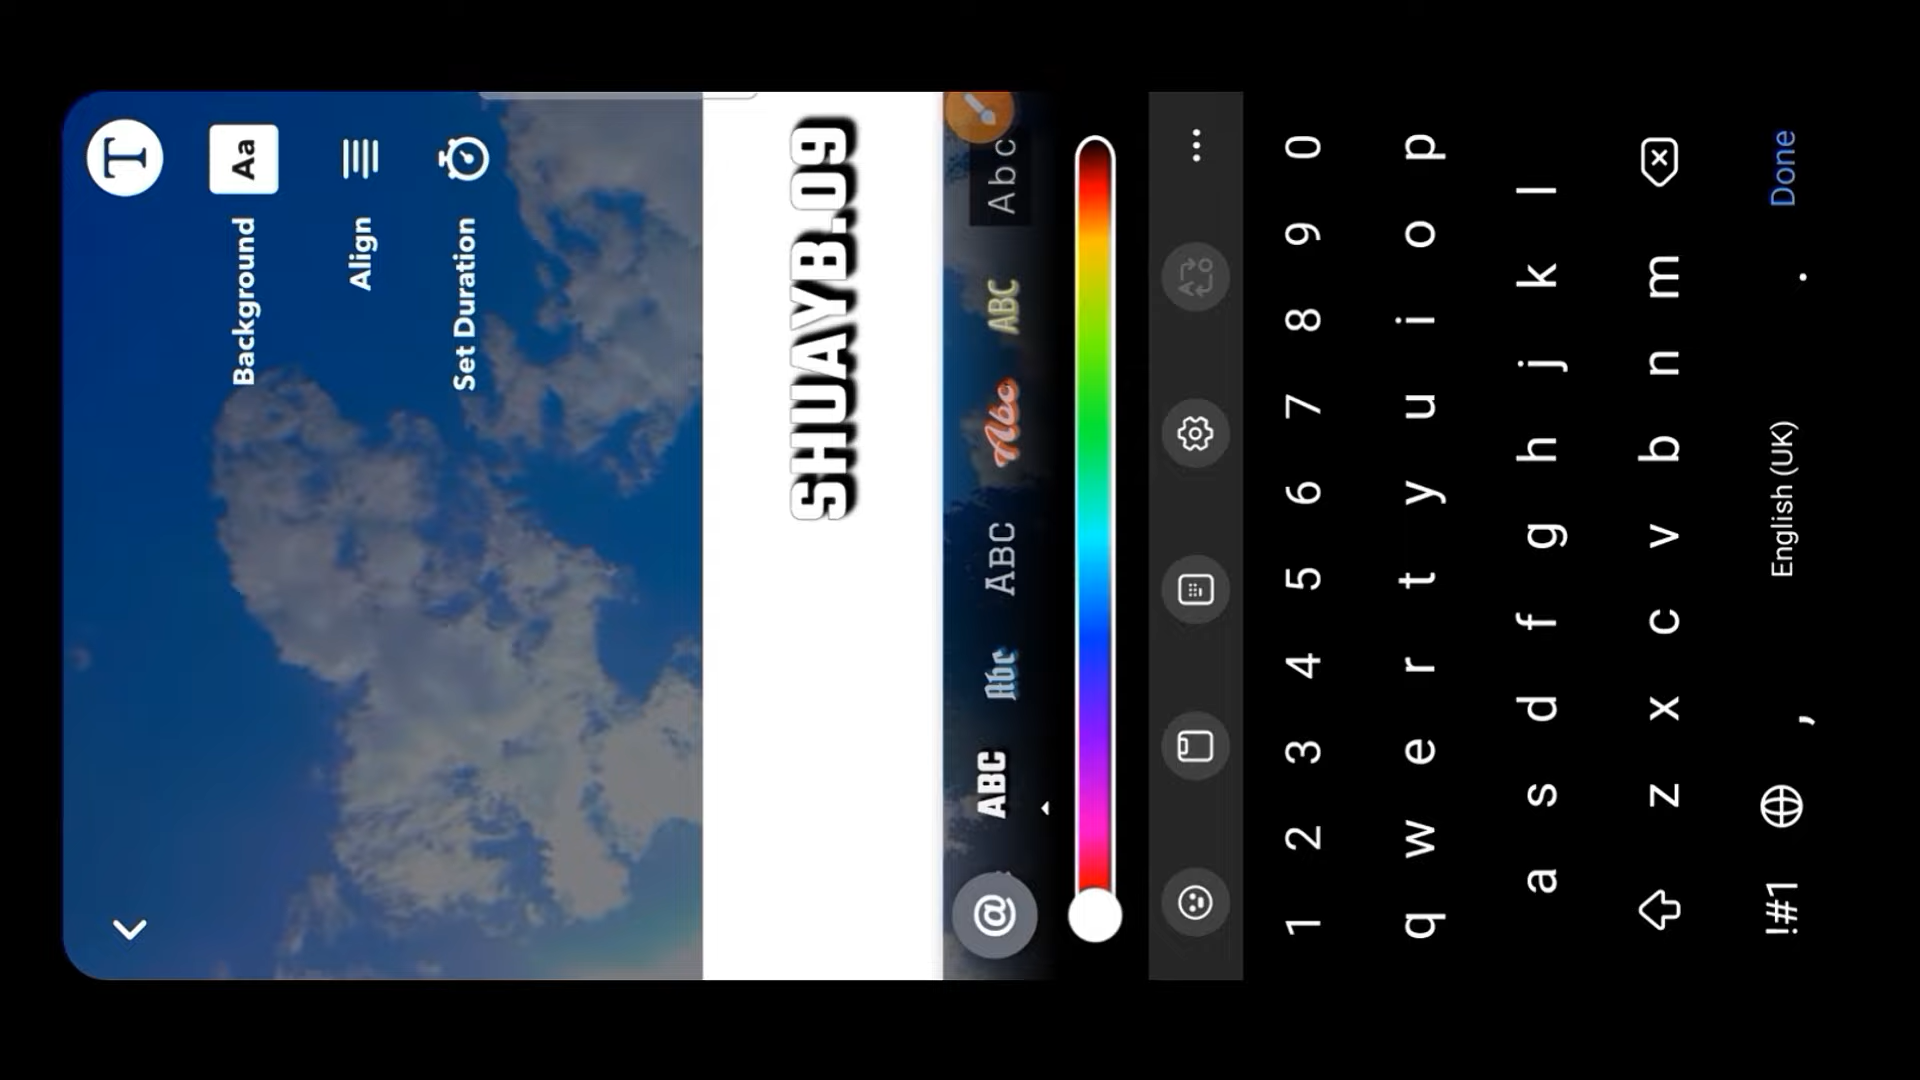 T
Aa Background
Align
Set Duration
SHUAYB.09
@ ABC Abc ABC Abc ABC Abc
1 2 3 4 5 6 7 8 9 0
q w e r t y u i o p
a s d f g h j k l
z x c v b n m
!#1 , English (UK) . Done